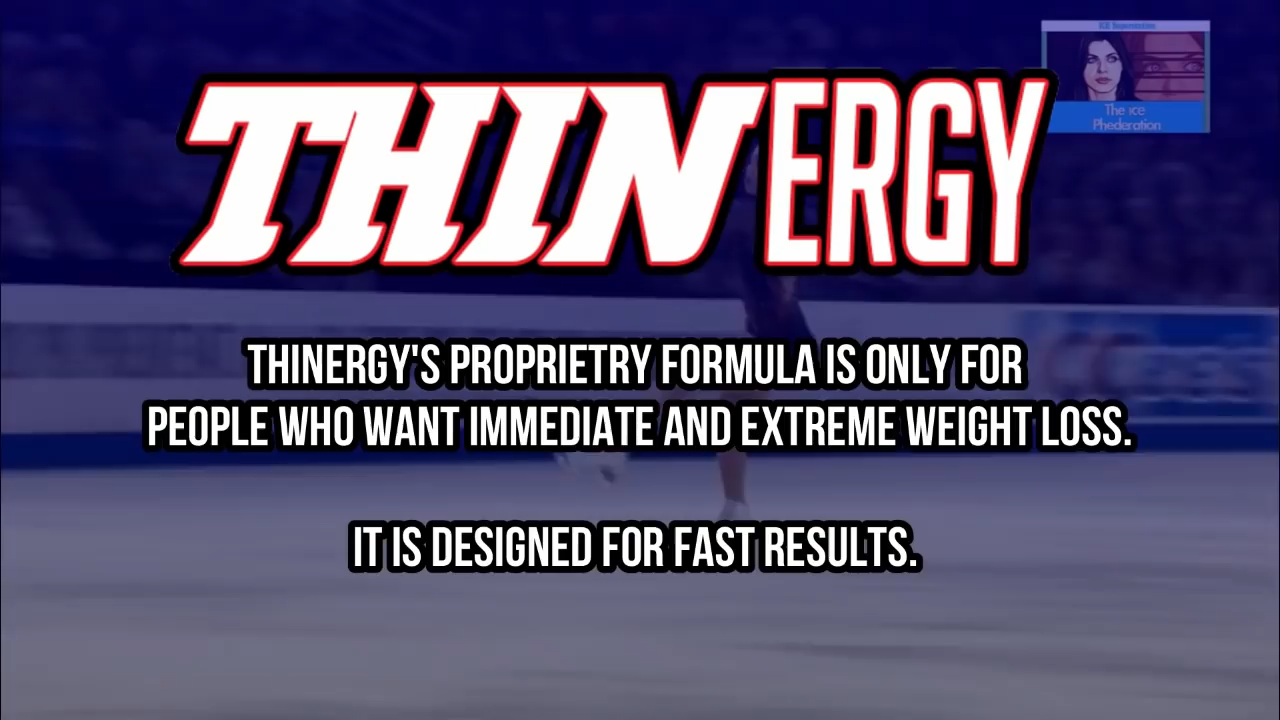 The Ice
Phederation
THINERGY
THINERGY'S PROPRIETRY FORMULA IS ONLY FOR
PEOPLE WHO WANT IMMEDIATE AND EXTREME WEIGHT LOSS.
IT IS DESIGNED FOR FAST RESULTS.